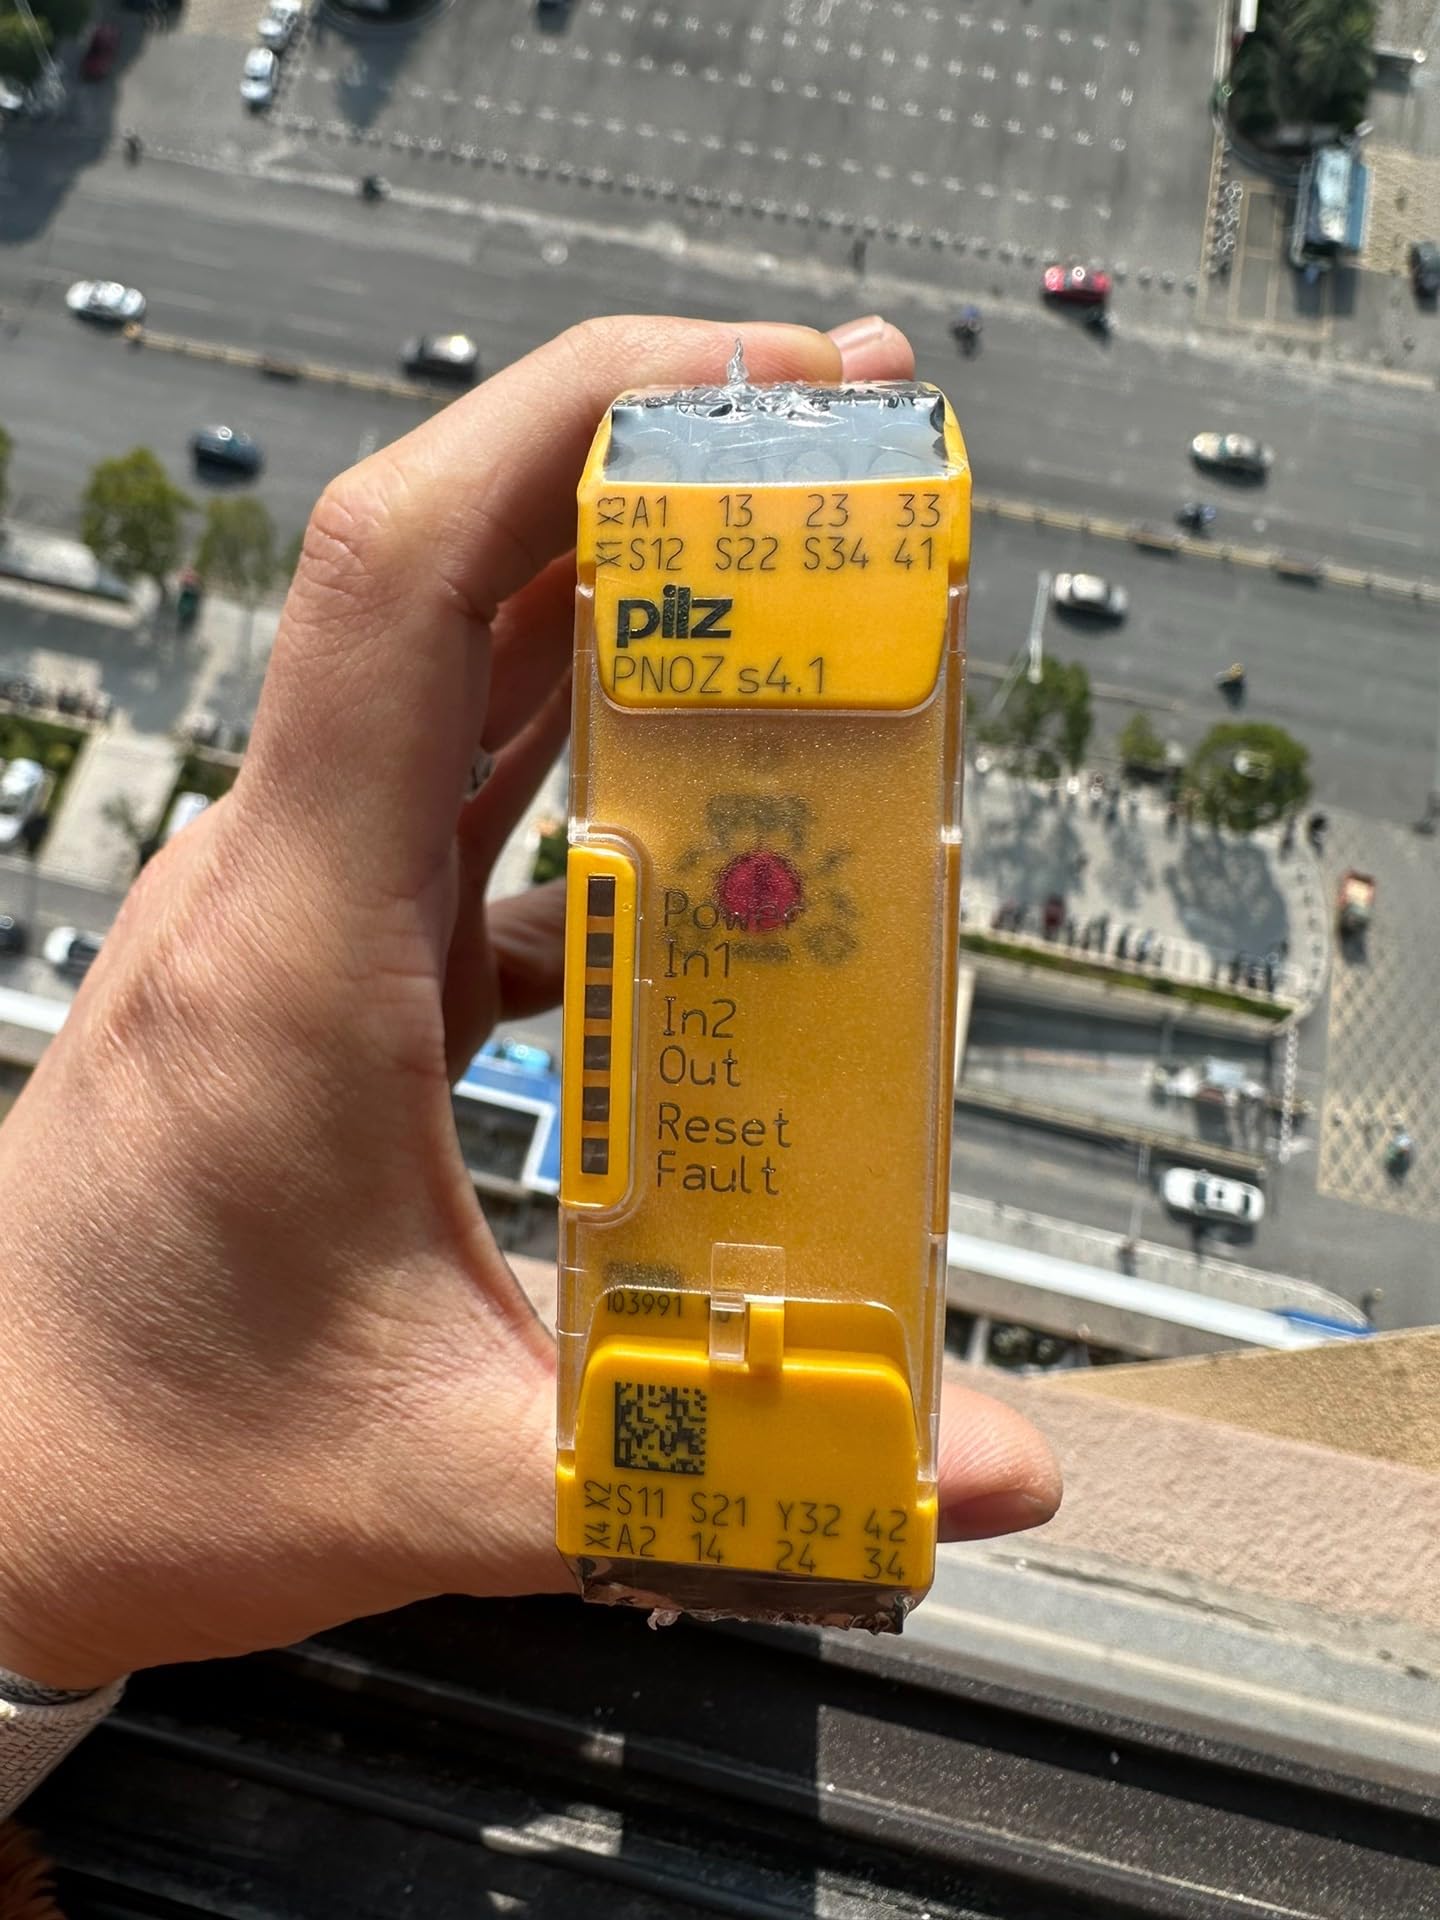 X3 A1 13 23 33
X1 S12 S22 S34 41
pilz
PNOZ s4.1
Power
In1
In2
Out
Reset
Fault
103991
X2 S11 S21 Y32 42
X4 A2 14 24 34